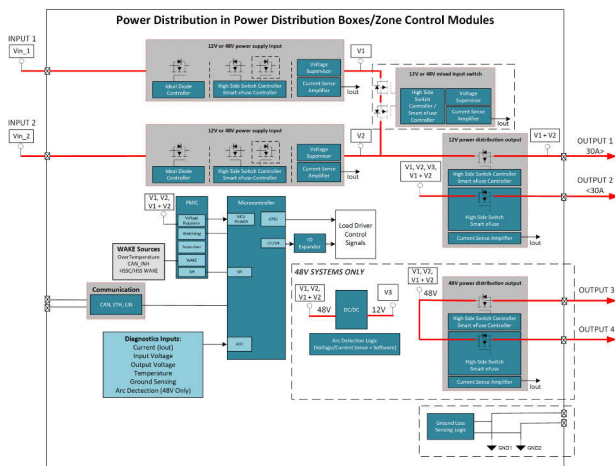 Power Distribution in Power Distribution Boxes/Zone Control Modules
INPUT 1
Vin_1
12V or 48V power supply input
Ideal Diode
Controller
High Side Switch Controller
Smart eFuse Controller
Voltage
Supervisor
Current Sense
Amplifier
Iout
V1
12V or 48V mixed input switch
High Side
Switch
Controller /
Smart eFuse
Controller
Voltage
Supervisor
Current Sense
Amplifier
Iout
INPUT 2
Vin_2
12V or 48V power supply input
Ideal Diode
Controller
High Side Switch Controller
Smart eFuse Controller
Voltage
Supervisor
Current Sense
Amplifier
Iout
V2
V1 + V2
OUTPUT 1
30A>
OUTPUT 2
<30A
12V power distribution output
High Side Switch Controller
Smart eFuse Controller
High Side Switch
Smart eFuse
Current Sense Amplifier
Iout
V1, V2, V3,
V1 + V2
V1, V2,
V1 + V2
PMIC
Voltage Regulator
Watchdog
Supervisor
WAKE
SPI
Microcontroller
MCU
POWER
GPIO
I2C/SPI
SPI
ADC
I/O
Expander
Load Driver
Control
Signals
WAKE Sources
OverTemperature
CAN_INH
HSSC/HSS WAKE
Communication
CAN, ETH, LIN
Diagnostics Inputs:
Current (Iout)
Input Voltage
Output Voltage
Temperature
Ground Sensing
Arc Dectection (48V Only)
48V SYSTEMS ONLY
V1, V2,
V1 + V2
48V
DC/DC
V3
12V
Arc Detection Logic
(Voltage/Current Sense + Software)
V1, V2,
V1 + V2
48V
48V power distribution output
High Side Switch Controller
Smart eFuse Controller
High Side Switch
Smart eFuse
Current Sense Amplifier
Iout
OUTPUT 3
OUTPUT 4
Ground Loss
Sensing Logic
GND1
GND2